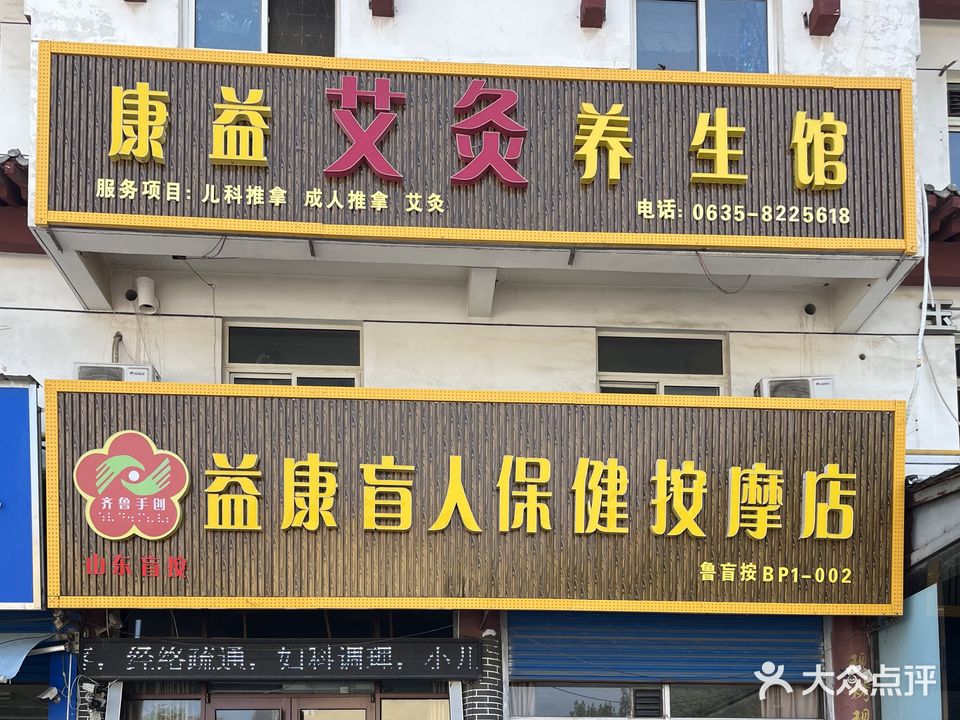 康益艾灸养生馆
服务项目：儿科推拿 成人推拿 艾灸
电话：0635-8225618
齐鲁手创
山东盲按
益康盲人保健按摩店
鲁盲按BP1-002
，经络疏通，妇科调理，小儿
大众点评